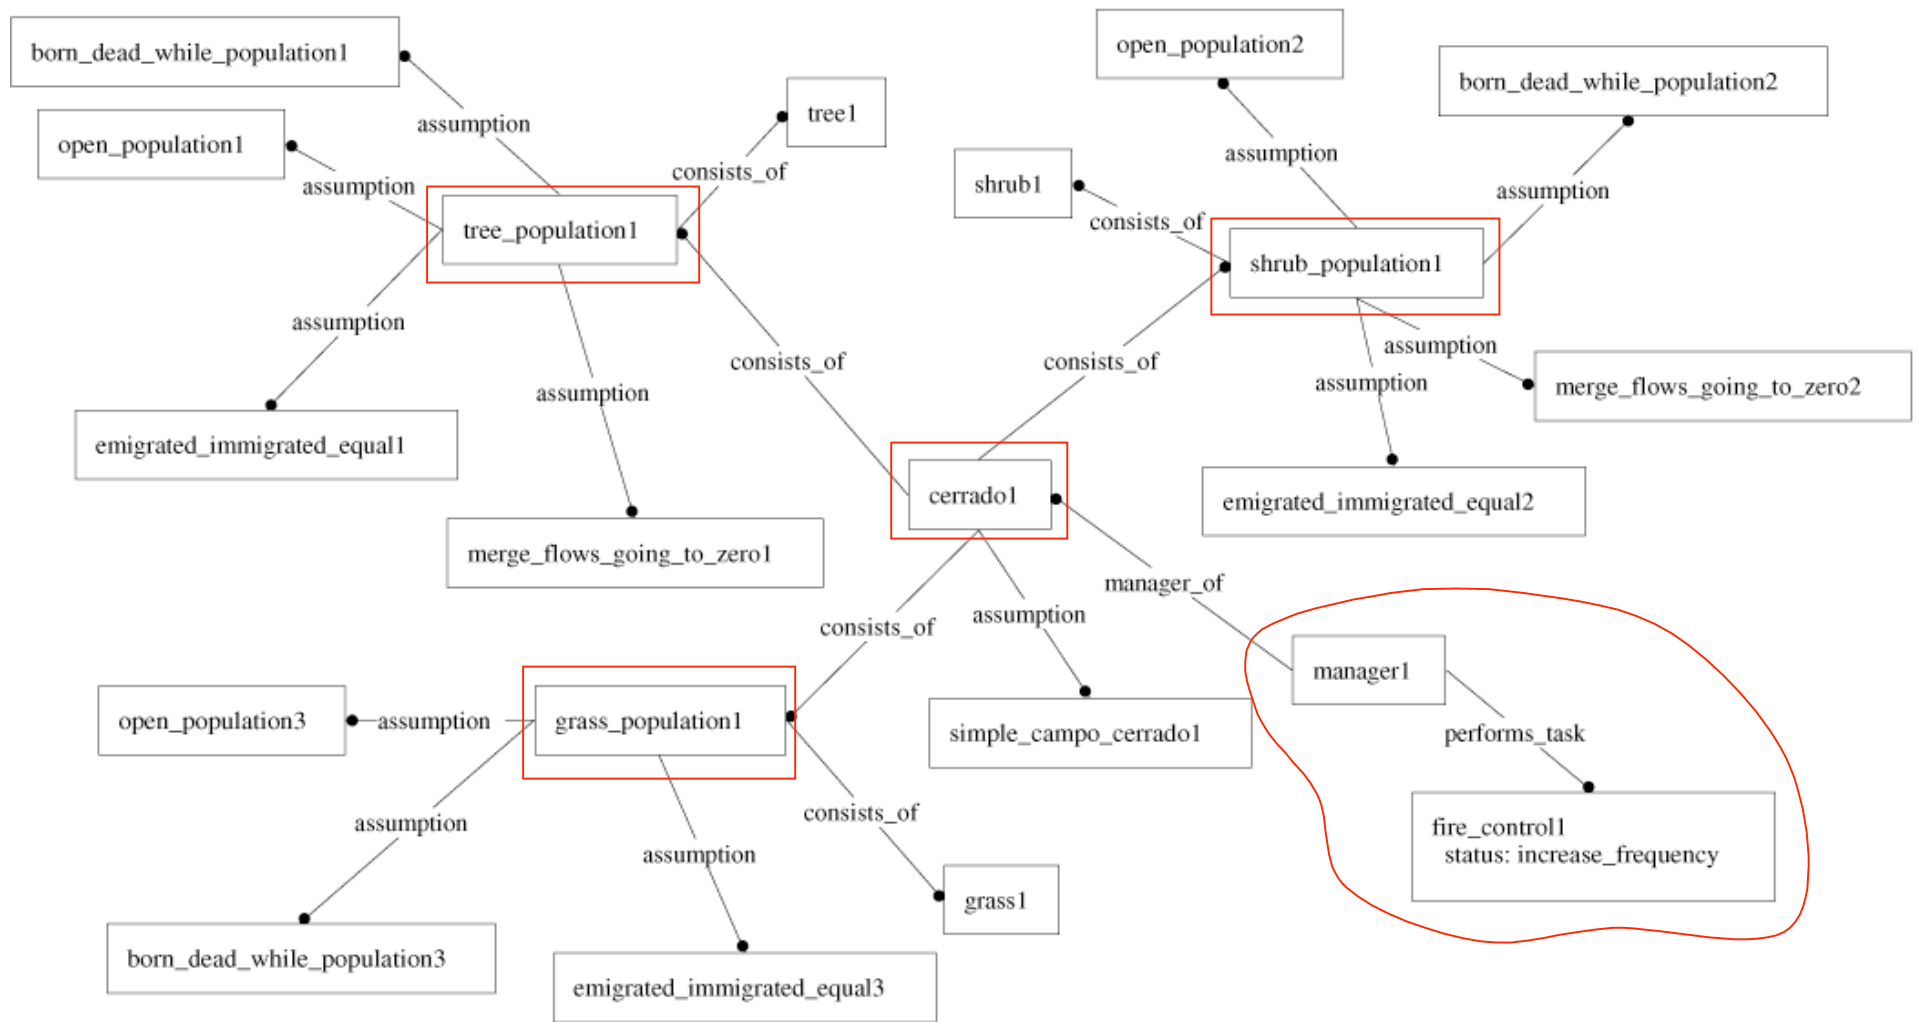 born_dead_while_population1
open_population2
born_dead_while_population2
tree1
assumption
open_population1
assumption
consists_of
shrub1
assumption
assumption
consists_of
tree_population1
shrub_population1
assumption
consists_of
consists_of
assumption
assumption
merge_flows_going_to_zero2
assumption
emigrated_immigrated_equal1
cerrado1
emigrated_immigrated_equal2
merge_flows_going_to_zero1
manager_of
assumption
consists_of
manager1
open_population3
assumption
grass_population1
simple_campo_cerrado1
performs_task
consists_of
assumption
fire_control1
status: increase_frequency
assumption
grass1
born_dead_while_population3
emigrated_immigrated_equal3